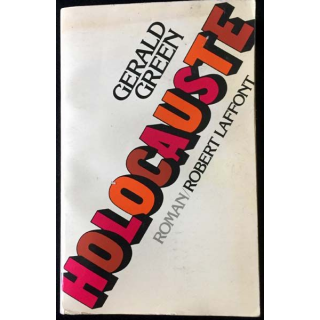 GERALD
GREEN
HOLOCAUSTE
ROMAN/ROBERT LAFFONT